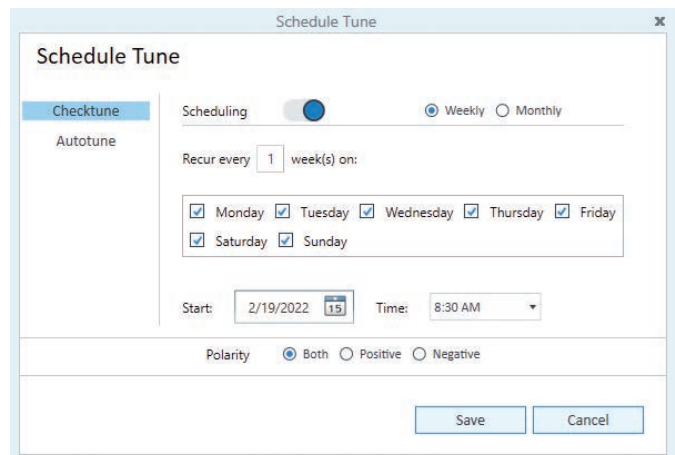 Schedule Tune
Schedule Tune
Checktune
Autotune
Scheduling
Weekly Monthly
Recur every 1 week(s) on:
Monday Tuesday Wednesday Thursday Friday
Saturday Sunday
Start: 2/19/2022 15 Time: 8:30 AM
Polarity Both Positive Negative
Save Cancel